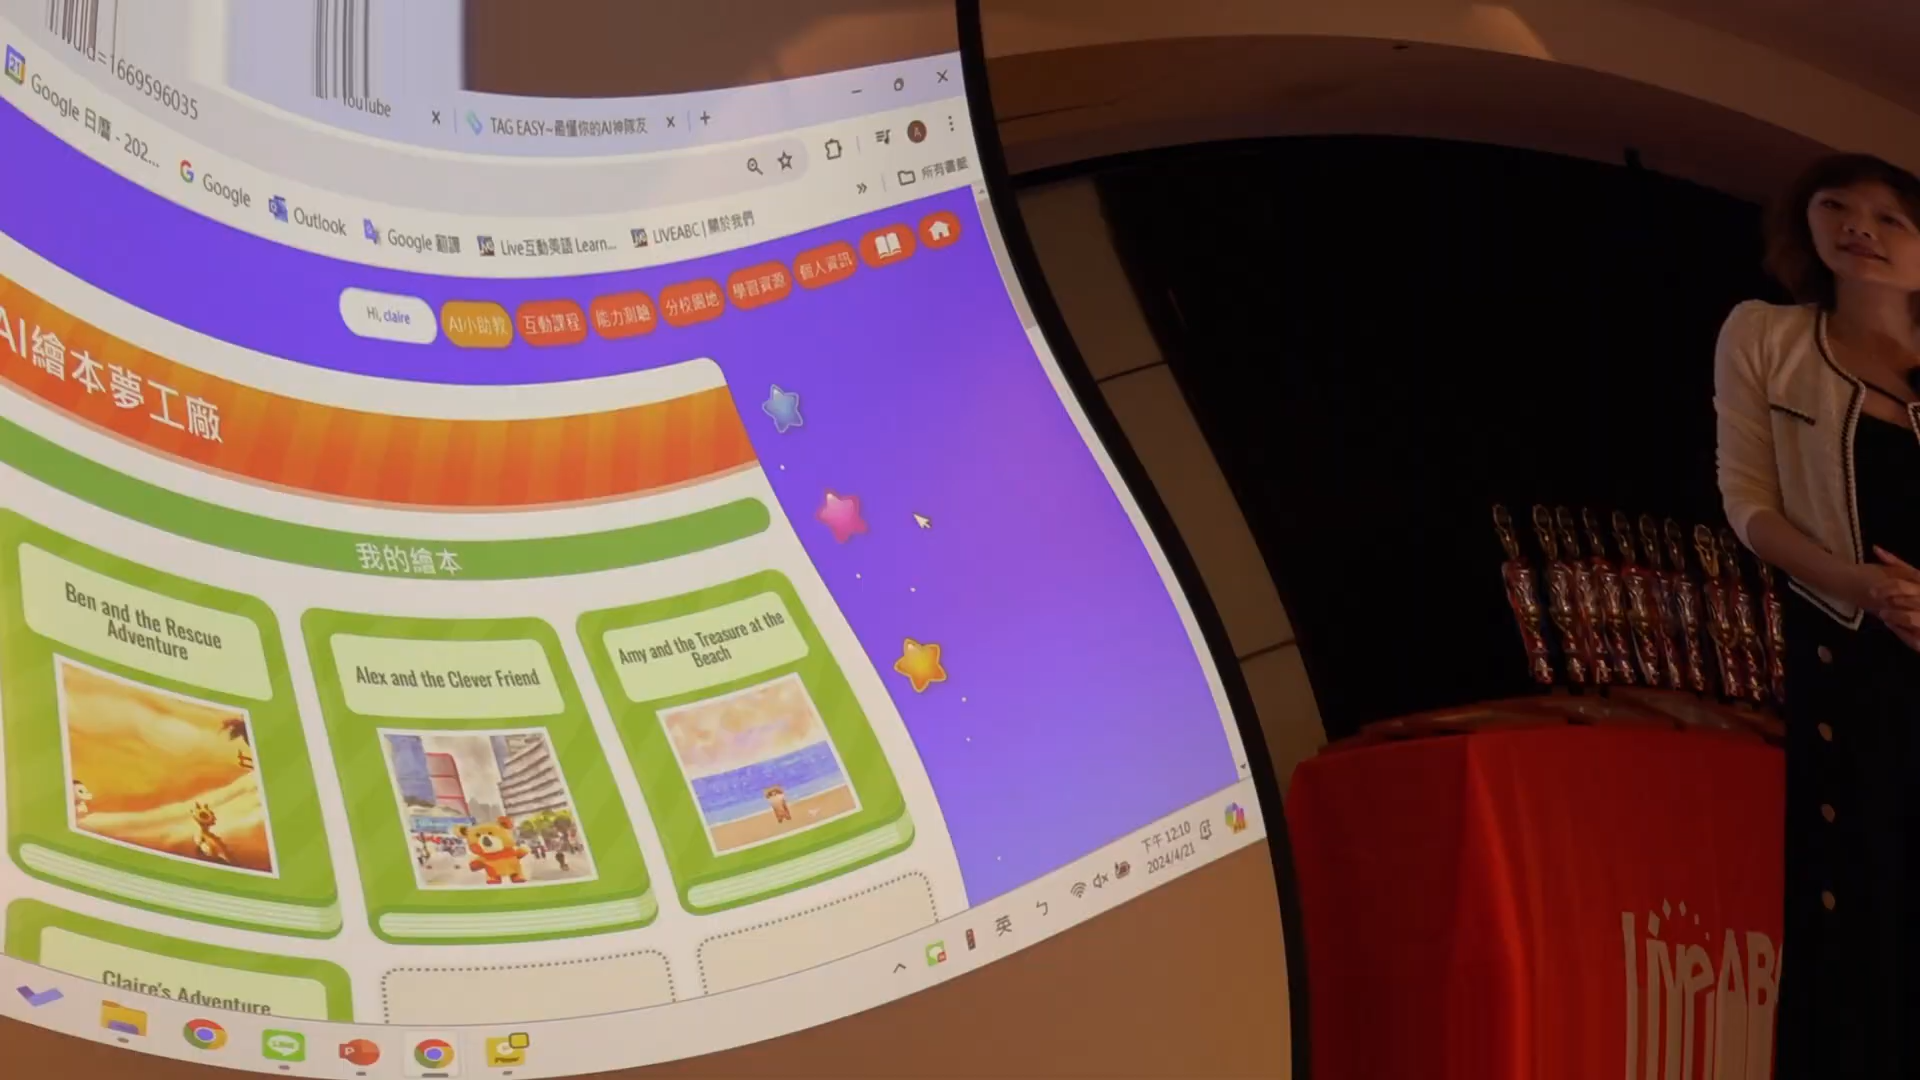 uid=1669596035
YouTube
TAG EASY~最懂你的AI神隊友
Google 日曆 - 202...
Google
Outlook
Google 翻譯
Live互動英語 Learn...
LIVEABC | 關於我們
所有書籤
Hi, claire
AI小助教
互動課程
能力測驗
分校園地
學習資源
個人資訊
AI繪本夢工廠
我的繪本
Ben and the Rescue
Adventure
Alex and the Clever Friend
Amy and the Treasure at the
Beach
Claire's Adventure
英
ㄅ
下午 12:10
2024/4/21
LiveABC